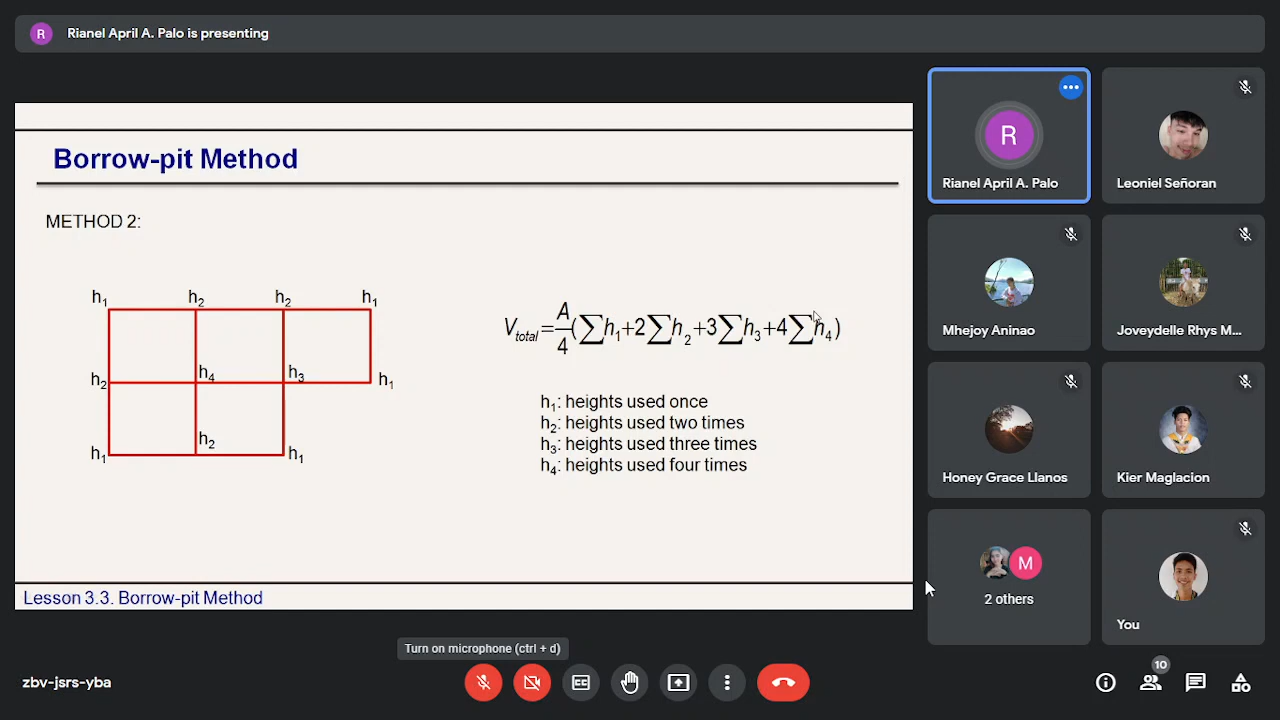 R Rianel April A. Palo is presenting
Borrow-pit Method
METHOD 2:
h₁ h₂ h₂ h₁
h₂ h₄ h₃ h₁
h₁ h₂ h₁
V_total=A/4(∑h₁+2∑h₂+3∑h₃+4∑h₄)
h₁: heights used once
h₂: heights used two times
h₃: heights used three times
h₄: heights used four times
Lesson 3.3. Borrow-pit Method
R
Rianel April A. Palo
Leoniel Señoran
Mhejoy Aninao
Joveydelle Rhys M...
Honey Grace Llanos
Kier Maglacion
M
2 others
You
Turn on microphone (ctrl + d)
zbv-jsrs-yba
CC
10